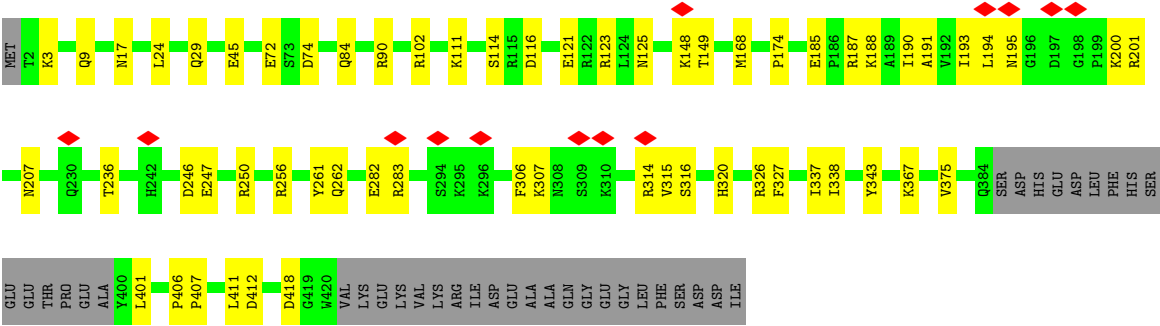 MET T2 K3 Q9 N17 L24 Q29 E45 E72 S73 D74 Q84 R90 R102 K111 S114 R115 D116 E121 R122 R123 L124 N125 K148 T149 M168 P174 E185 P186 R187 K188 A189 I190 A191 V192 I193 L194 N195 G196 D197 G198 P199 K200 R201
N207 Q230 T236 H242 D246 E247 R250 R256 Y261 Q262 E282 R283 S294 K295 K296 F306 K307 N308 S309 K310 R314 V315 S316 H320 R326 F327 I337 I338 Y343 K367 V375 Q384 SER ASP HIS GLU ASP LEU PHE HIS SER
GLU GLU THR PRO GLU ALA Y400 L401 P406 P407 L411 D412 D418 G419 W420 VAL LYS GLU LYS VAL LYS ARG ILE ASP GLU ALA ALA GLN GLY GLU GLY LEU PHE SER ASP ASP ILE